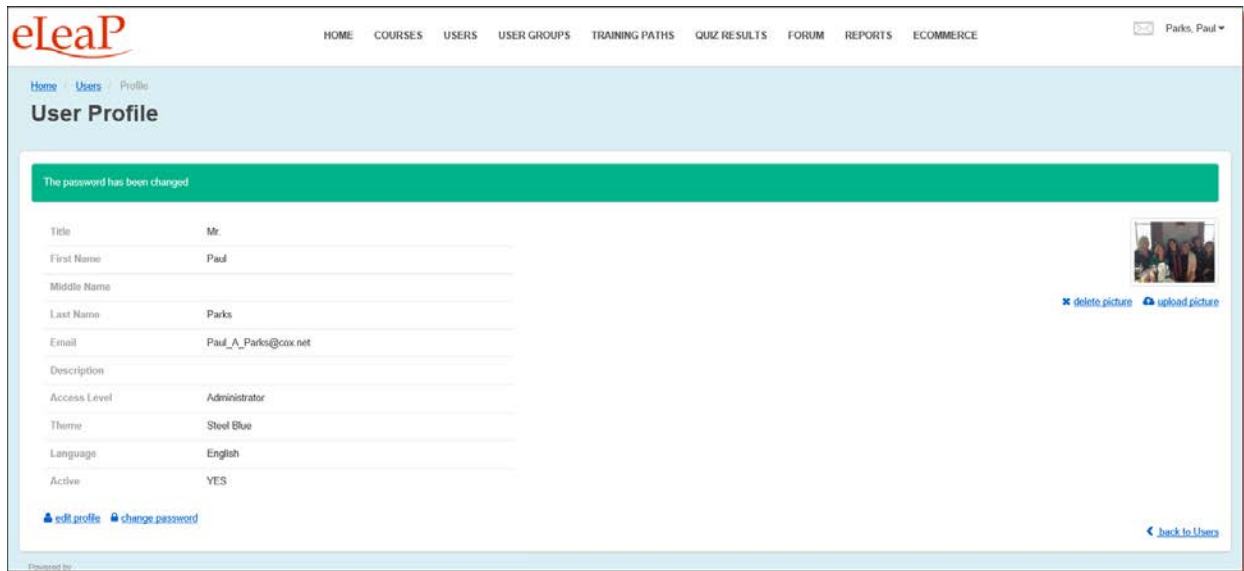 eLeaP
HOME COURSES USERS USER GROUPS TRAINING PATHS QUIZ RESULTS FORUM REPORTS ECOMMERCE Parks, Paul
Home / Users / Profile
User Profile
The password has been changed
Title Mr.
First Name Paul
Middle Name
Last Name Parks
Email Paul_A_Parks@cox.net
Description
Access Level Administrator
Theme Steel Blue
Language English
Active YES
delete picture upload picture
edit profile change password
back to Users
Powered by